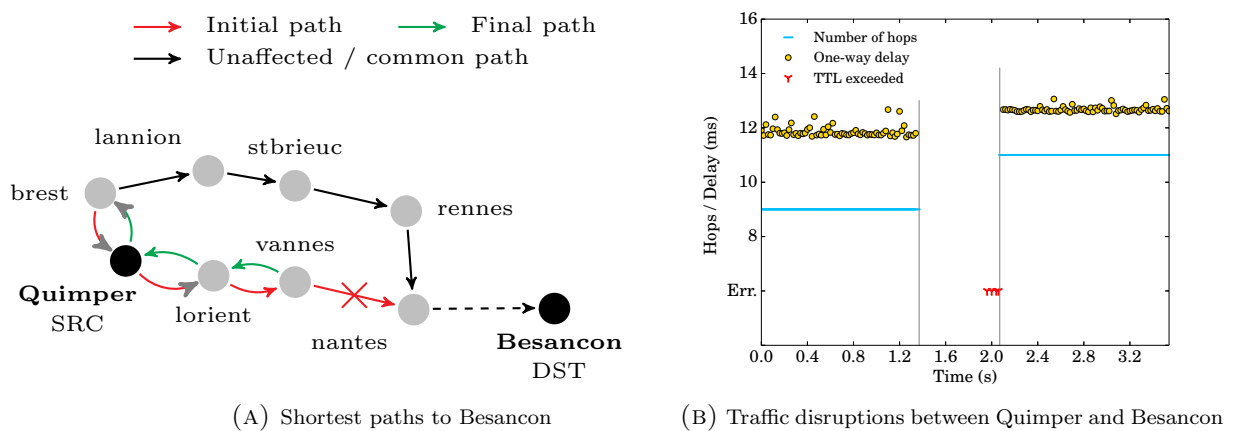 Initial path
Final path
Unaffected / common path
lannion
stbrieuc
brest
rennes
vannes
Quimper
SRC
lorient
nantes
Besancon
DST
(A) Shortest paths to Besancon
16
14
12
10
8
Err.
Hops / Delay (ms)
Number of hops
One-way delay
TTL exceeded
0.0 0.4 0.8 1.2 1.6 2.0 2.4 2.8 3.2
Time (s)
(B) Traffic disruptions between Quimper and Besancon